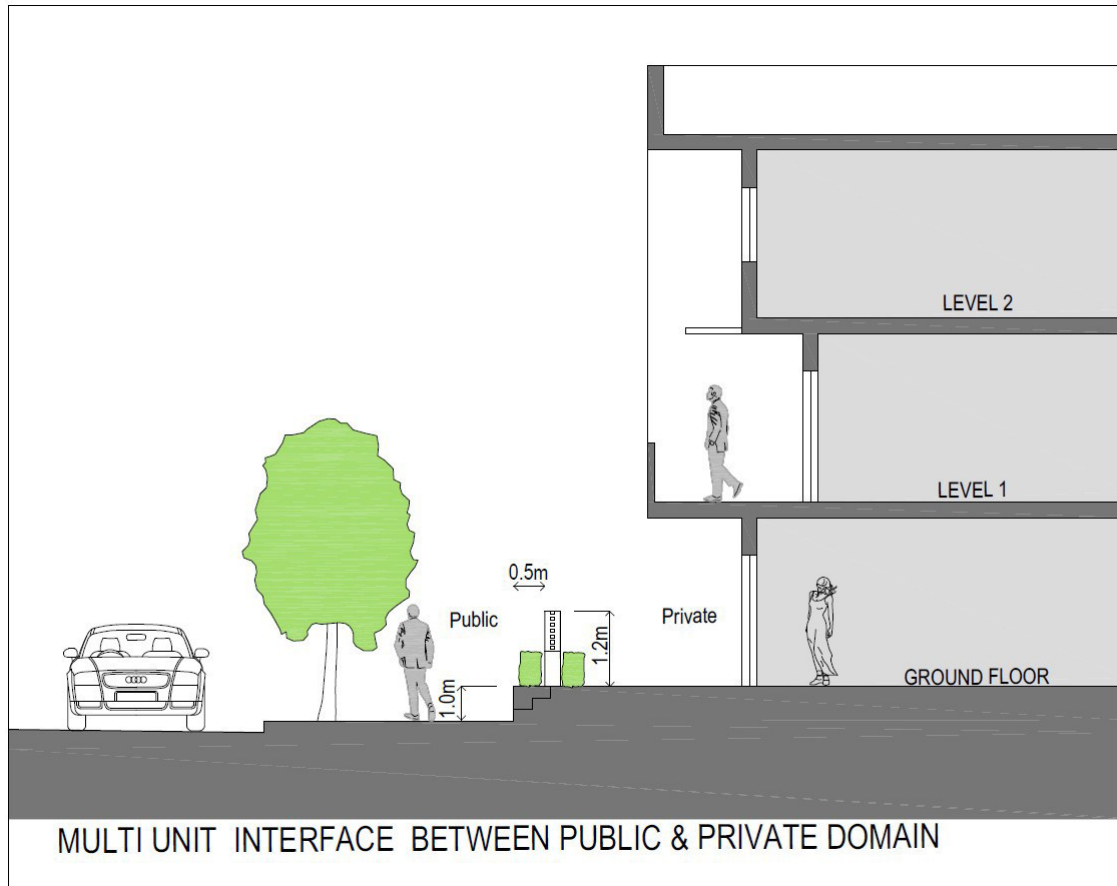 LEVEL 2
LEVEL 1
0.5m
Public
1.2m
Private
1.0m
GROUND FLOOR
MULTI UNIT INTERFACE BETWEEN PUBLIC & PRIVATE DOMAIN